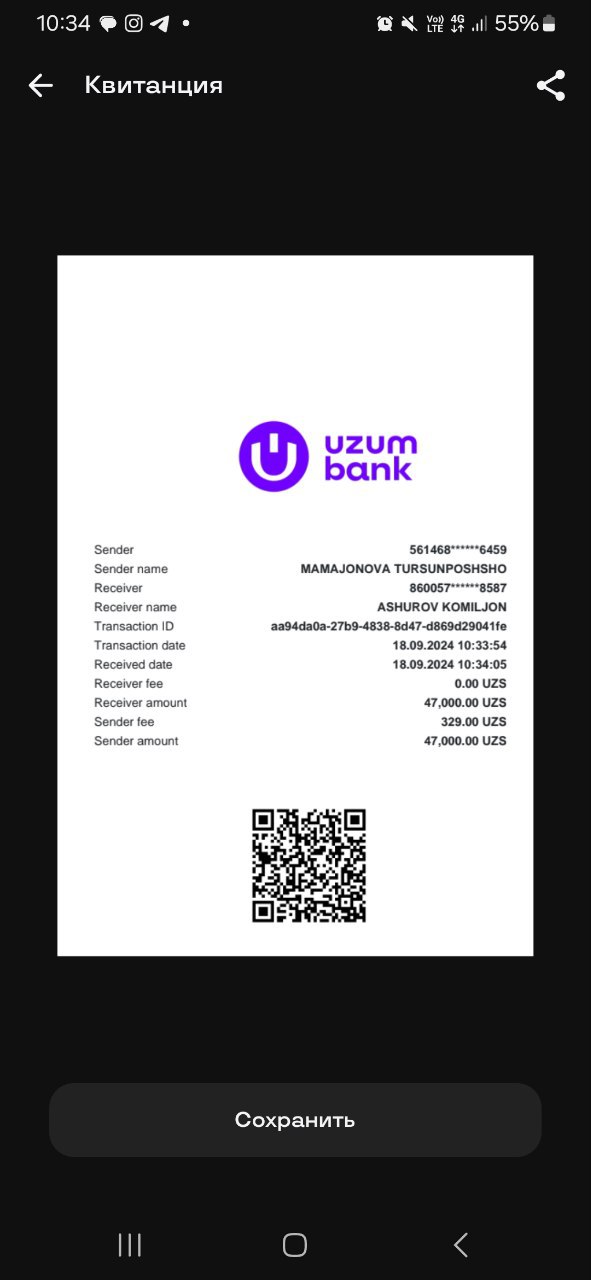 10:34
Vo)) LTE 4G 55%
Квитанция
uzum
bank
Sender 561468******6459
Sender name MAMAJONOVA TURSUNPOSHSHO
Receiver 860057******8587
Receiver name ASHUROV KOMILJON
Transaction ID aa94da0a-27b9-4838-8d47-d869d29041fe
Transaction date 18.09.2024 10:33:54
Received date 18.09.2024 10:34:05
Receiver fee 0.00 UZS
Receiver amount 47,000.00 UZS
Sender fee 329.00 UZS
Sender amount 47,000.00 UZS
Сохранить